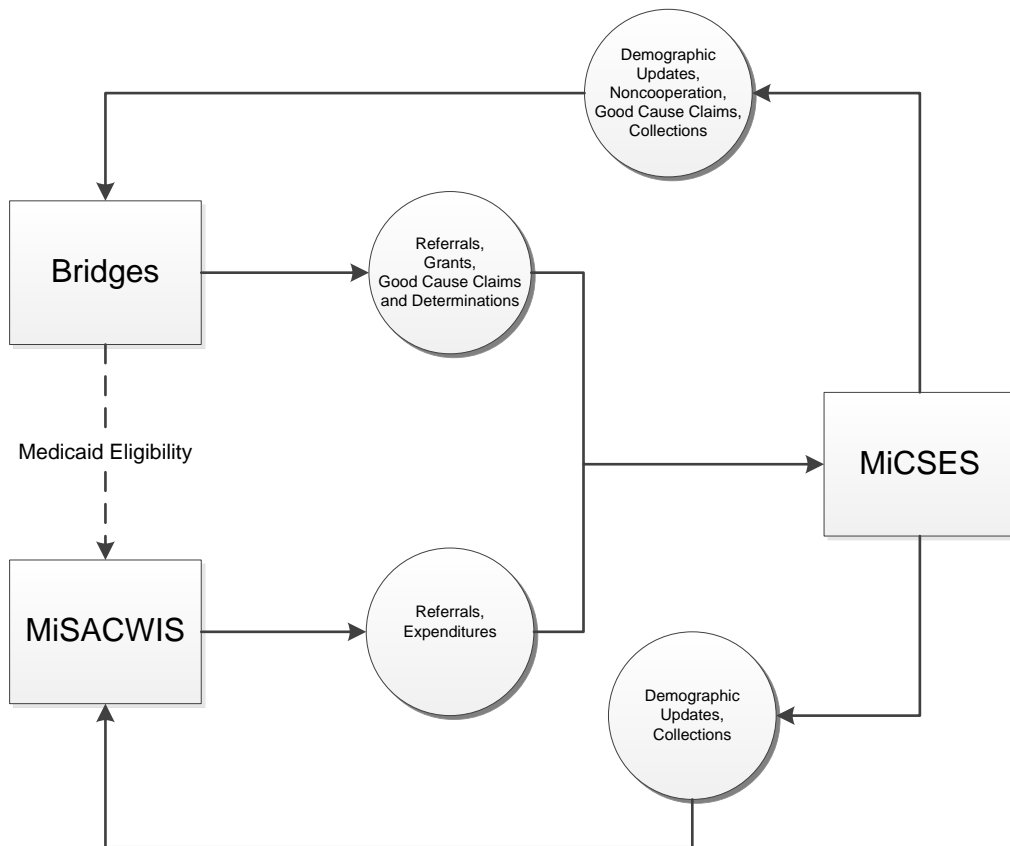 Demographic
Updates,
Noncooperation,
Good Cause Claims,
Collections
Bridges
Referrals,
Grants,
Good Cause Claims
and Determinations
Medicaid Eligibility
MiCSES
MiSACWIS
Referrals,
Expenditures
Demographic
Updates,
Collections